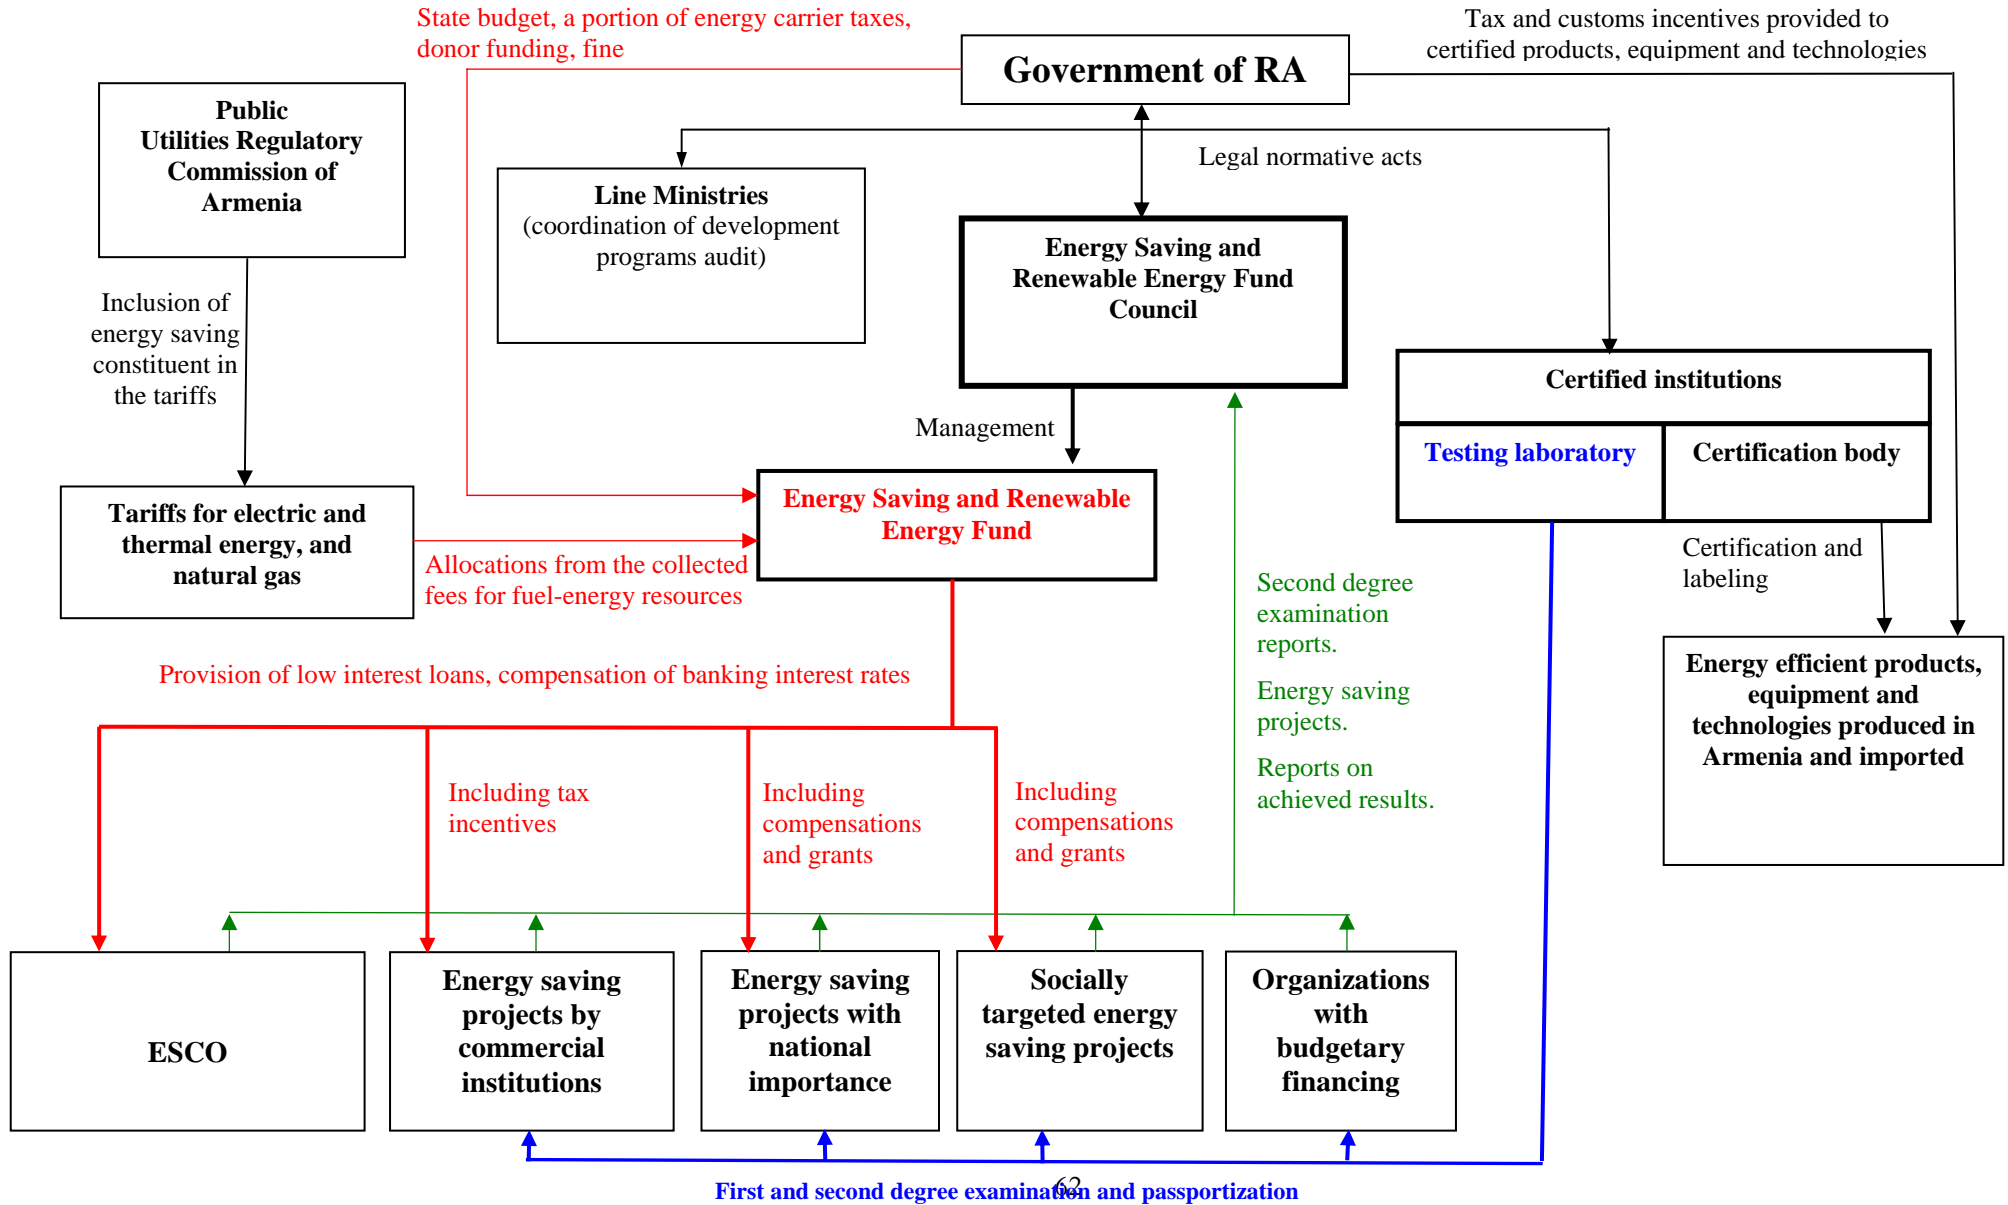 State budget, a portion of energy carrier taxes,
donor funding, fine
Government of RA
Tax and customs incentives provided to
certified products, equipment and technologies
Public
Utilities Regulatory
Commission of
Armenia
Legal normative acts
Line Ministries
(coordination of development
programs audit)
Energy Saving and
Renewable Energy Fund
Council
Inclusion of
energy saving
constituent in
the tariffs
Certified institutions
Testing laboratory
Certification body
Management
Energy Saving and Renewable
Energy Fund
Tariffs for electric and
thermal energy, and
natural gas
Allocations from the collected
fees for fuel-energy resources
Certification and
labeling
Second degree
examination
reports.
Energy saving
projects.
Reports on
achieved results.
Energy efficient products,
equipment and
technologies produced in
Armenia and imported
Provision of low interest loans, compensation of banking interest rates
Including tax
incentives
Including
compensations
and grants
Including
compensations
and grants
ESCO
Energy saving
projects by
commercial
institutions
Energy saving
projects with
national
importance
Socially
targeted energy
saving projects
Organizations
with
budgetary
financing
First and second degree examination and passportization
62